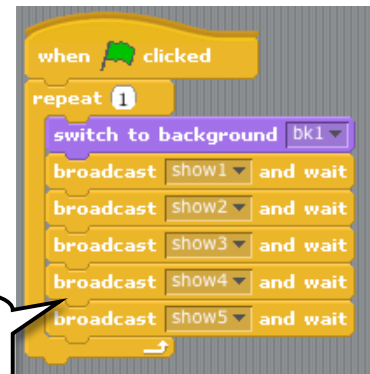 when clicked
repeat 1
switch to background bk1
broadcast show1 and wait
broadcast show2 and wait
broadcast show3 and wait
broadcast show4 and wait
broadcast show5 and wait